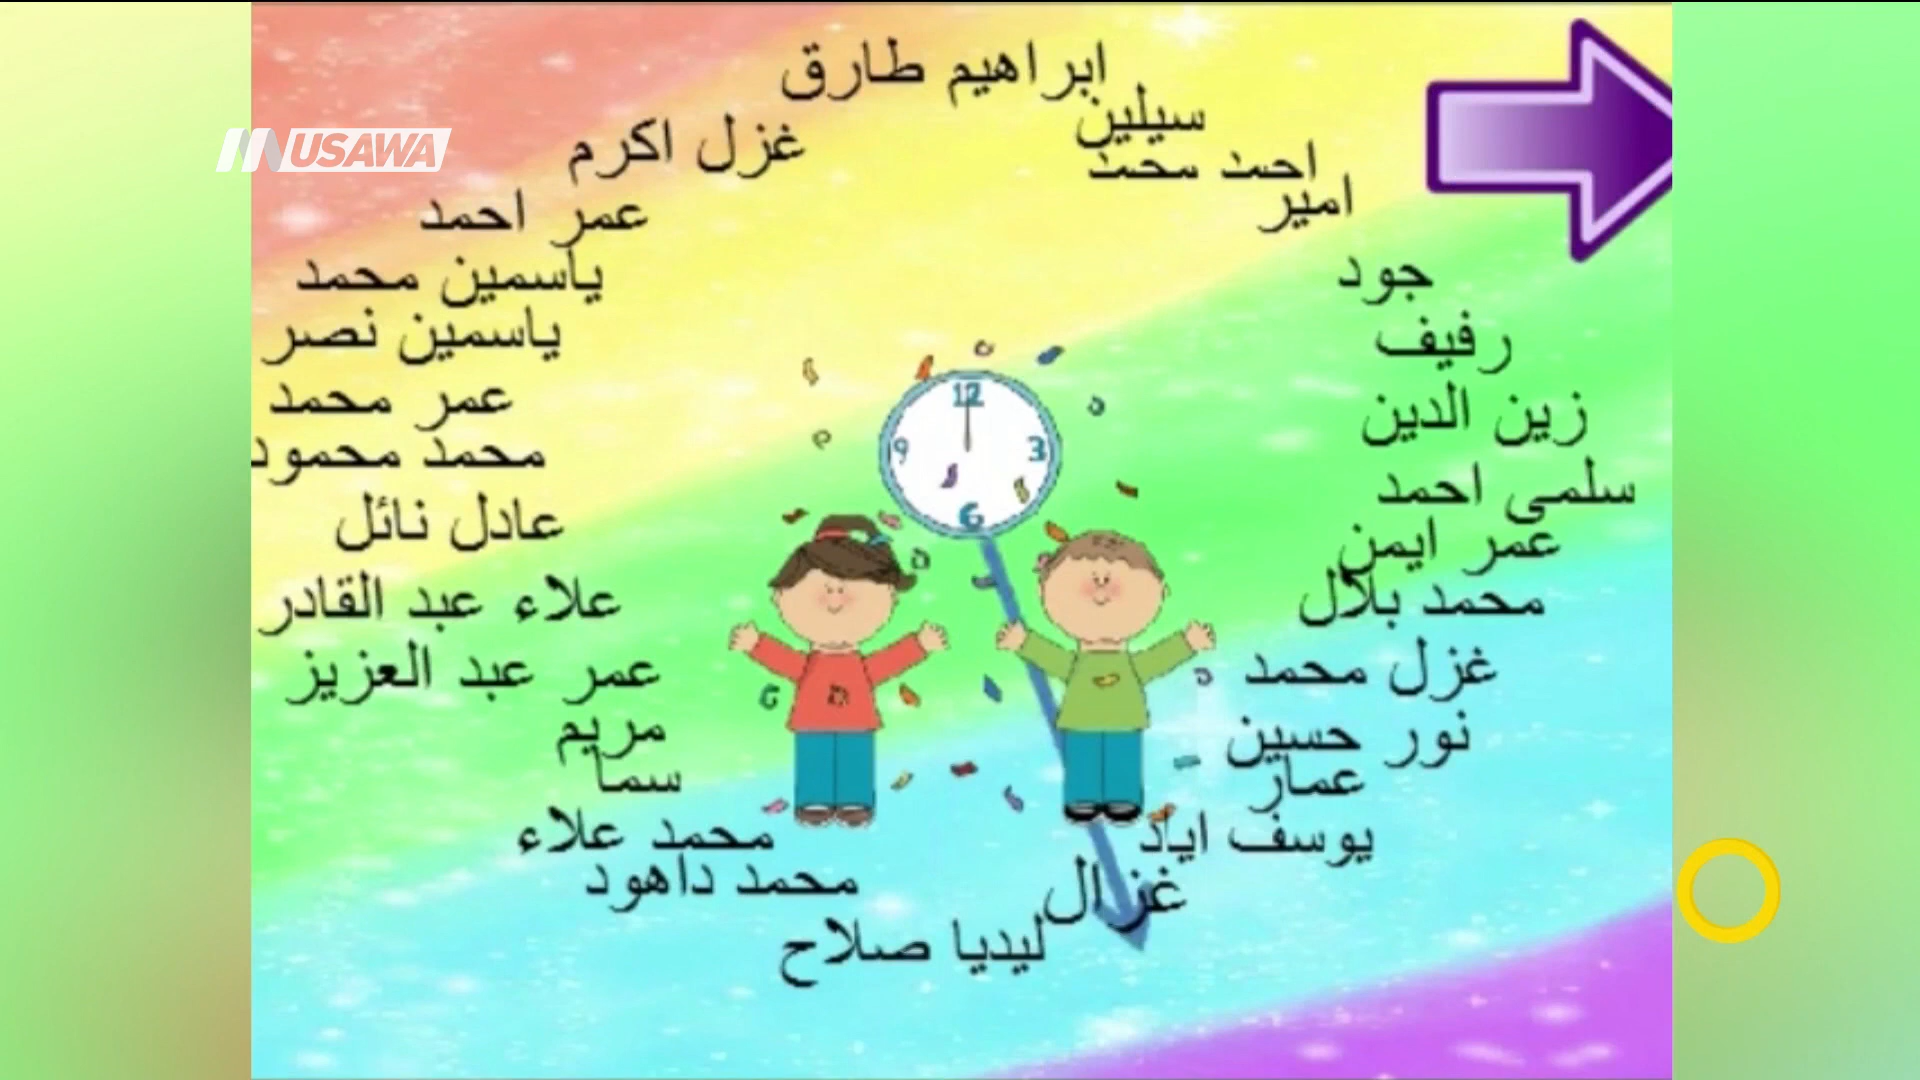 ابراهيم طارق
سيلين
احمد محمد
امير
جود
رفيف
زين الدين
سلمى احمد
عمر ايمن
محمد بلال
غزل محمد
نور حسين
عمار
يوسف اياد
غزال
ليديا صلاح
محمد داهود
محمد علاء
سما
مريم
عمر عبد العزيز
علاء عبد القادر
عادل نائل
محمد محمود
عمر محمد
ياسمين نصر
ياسمين محمد
عمر احمد
غزل اكرم
MUSAWA
12
3
6
9